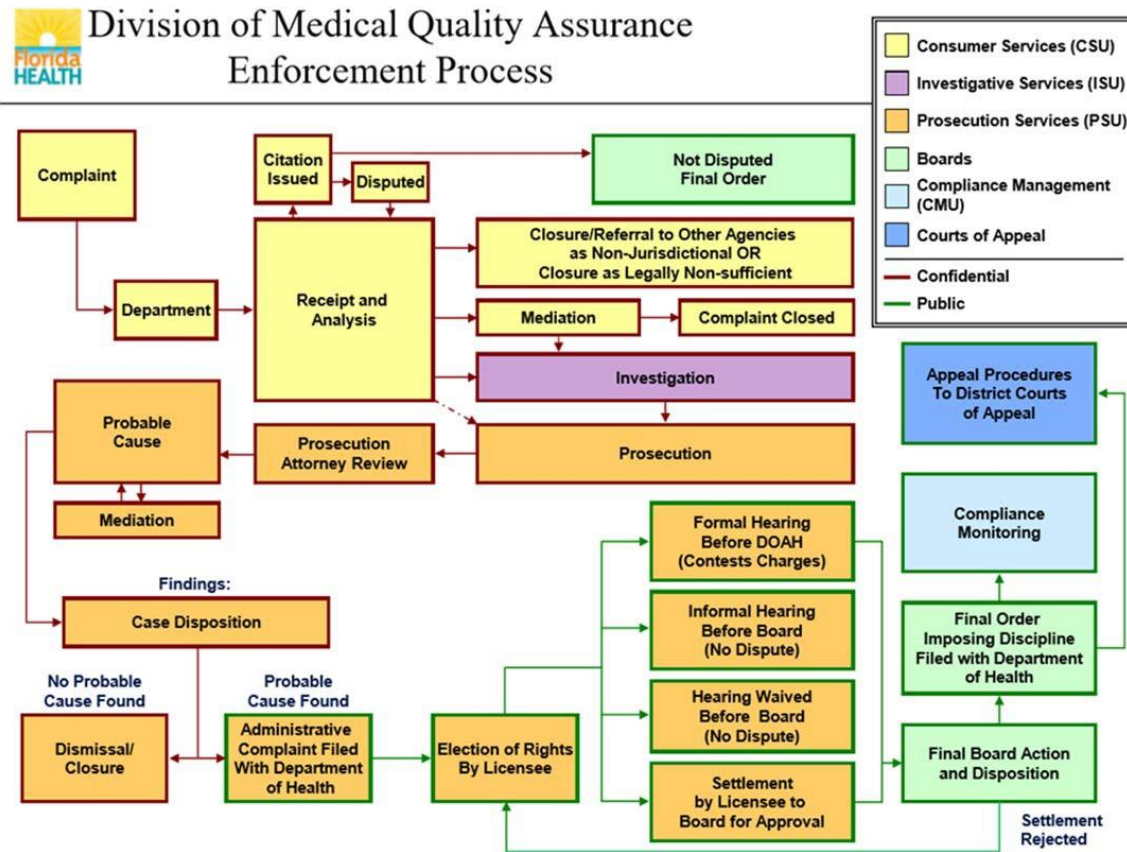 Florida
HEALTH
Division of Medical Quality Assurance
Enforcement Process
Consumer Services (CSU)
Investigative Services (ISU)
Prosecution Services (PSU)
Boards
Compliance Management
(CMU)
Courts of Appeal
Confidential
Public
Complaint
Citation
Issued
Disputed
Not Disputed
Final Order
Department
Receipt and
Analysis
Closure/Referral to Other Agencies
as Non-Jurisdictional OR
Closure as Legally Non-sufficient
Mediation
Complaint Closed
Investigation
Appeal Procedures
To District Courts
of Appeal
Probable
Cause
Prosecution
Attorney Review
Prosecution
Mediation
Compliance
Monitoring
Formal Hearing
Before DOAH
(Contests Charges)
Findings:
Case Disposition
Informal Hearing
Before Board
(No Dispute)
Final Order
Imposing Discipline
Filed with Department
of Health
No Probable
Cause Found
Probable
Cause Found
Dismissal/
Closure
Administrative
Complaint Filed
With Department
of Health
Election of Rights
By Licensee
Hearing Waived
Before Board
(No Dispute)
Settlement
by Licensee to
Board for Approval
Final Board Action
and Disposition
Settlement
Rejected